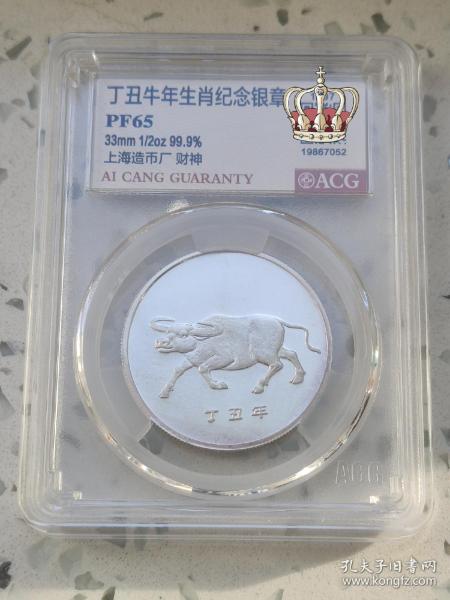 丁丑牛年生肖纪念银章
PF65
33mm 1/2oz 99.9%
19867052
上海造币厂 财神
AI CANG GUARANTY
ACG
丁丑年
ACG
孔夫子旧书网
www.kongfz.com